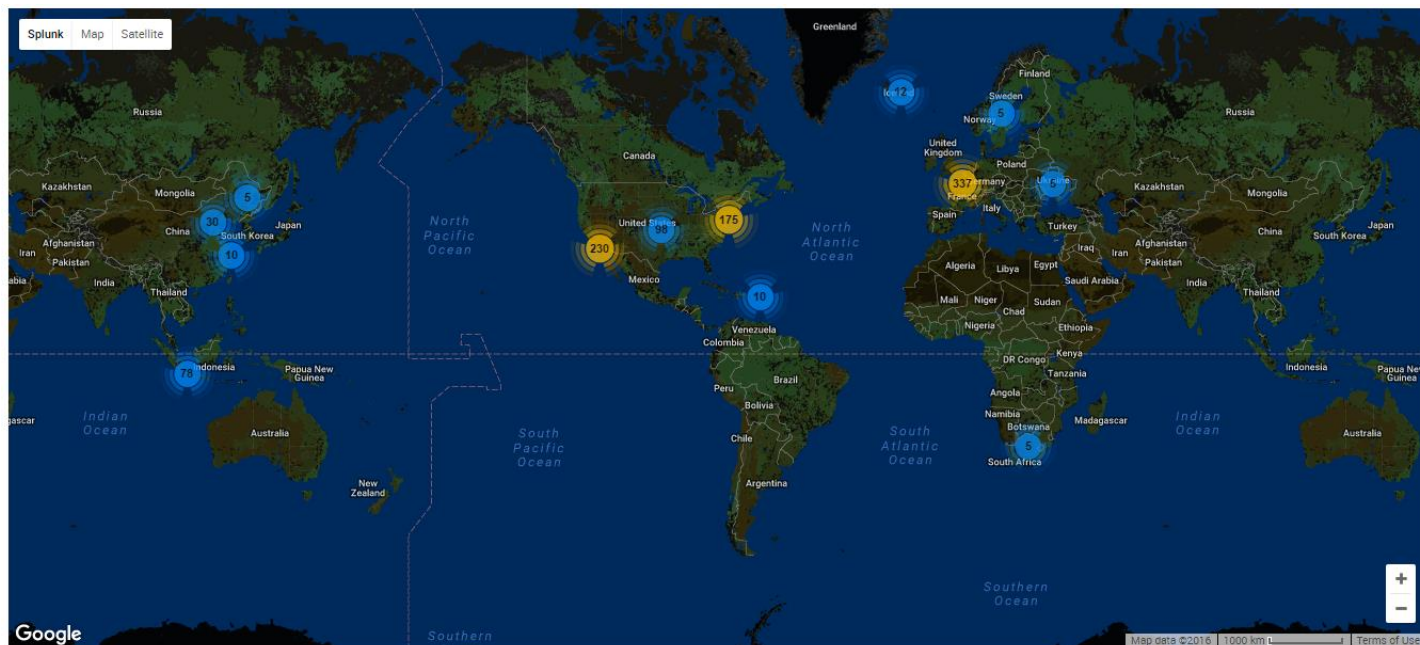 Splunk Map Satellite
Greenland
Finland
Russia
Sweden
Russia
12
Norway
5
United
Kingdom
Canada
Poland
Kazakhstan
Mongolia
5
337
Germany
Ukraine
Kazakhstan
Mongolia
France
Italy
30
North
Pacific
Ocean
United States
98
175
Spain
Turkey
Japan
China
South Korea
Japan
North
Atlantic
Ocean
China
South Korea
Iran
Afghanistan
10
230
Iraq
Iran
Afghanistan
Pakistan
Algeria
Libya
Egypt
Pakistan
India
Mexico
Saudi Arabia
India
Thailand
10
Mali
Niger
Sudan
Thailand
Chad
Venezuela
Nigeria
Ethiopia
Colombia
DR Congo
Kenya
78
Indonesia
Papua New
Guinea
Tanzania
Indonesia
Papua New
Guinea
Peru
Brazil
Angola
Indian
Ocean
Bolivia
Namibia
Madagascar
Indian
Ocean
Botswana
Australia
South
Pacific
Ocean
Chile
South
Atlantic
Ocean
5
Australia
South Africa
New
Zealand
Argentina
+
Southern
Ocean
−
Google
Southern
Map data ©2016
1000 km
Terms of Use